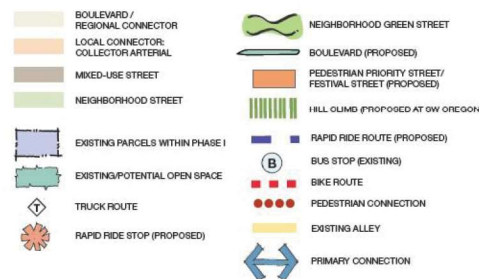 BOULEVARD /
REGIONAL CONNECTOR
LOCAL CONNECTOR:
COLLECTOR ARTERIAL
MIXED-USE STREET
NEIGHBORHOOD STREET
EXISTING PARCELS WITHIN PHASE I
EXISTING/POTENTIAL OPEN SPACE
T
TRUCK ROUTE
RAPID RIDE STOP (PROPOSED)
NEIGHBORHOOD GREEN STREET
BOULEVARD (PROPOSED)
PEDESTRIAN PRIORITY STREET/
FESTIVAL STREET (PROPOSED)
HILL CLIMB (PROPOSED AT SW OREGON
RAPID RIDE ROUTE (PROPOSED)
B
BUS STOP (EXISTING)
BIKE ROUTE
PEDESTRIAN CONNECTION
EXISTING ALLEY
PRIMARY CONNECTION